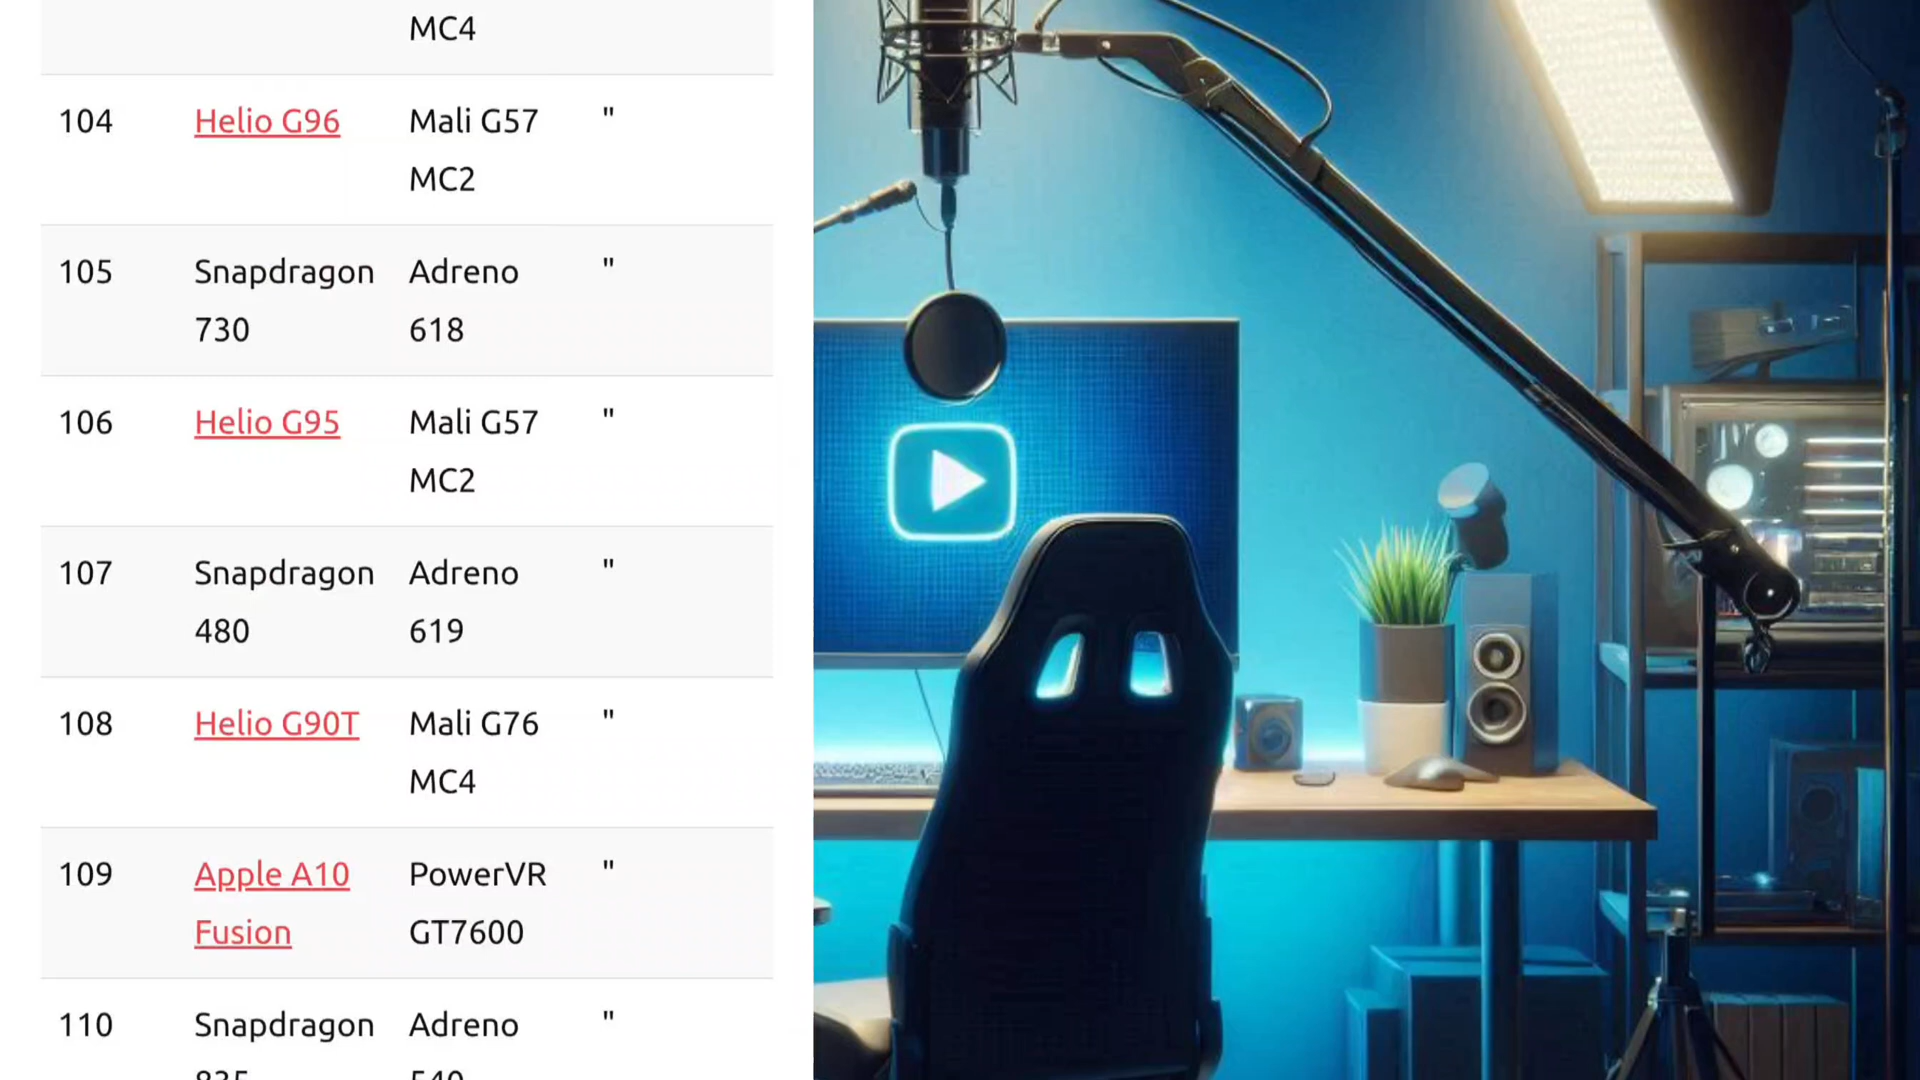 MC4
104 Helio G96 Mali G57 "
MC2
105 Snapdragon Adreno "
730 618
106 Helio G95 Mali G57 "
MC2
107 Snapdragon Adreno "
480 619
108 Helio G90T Mali G76 "
MC4
109 Apple A10 PowerVR "
Fusion GT7600
110 Snapdragon Adreno "
835 540